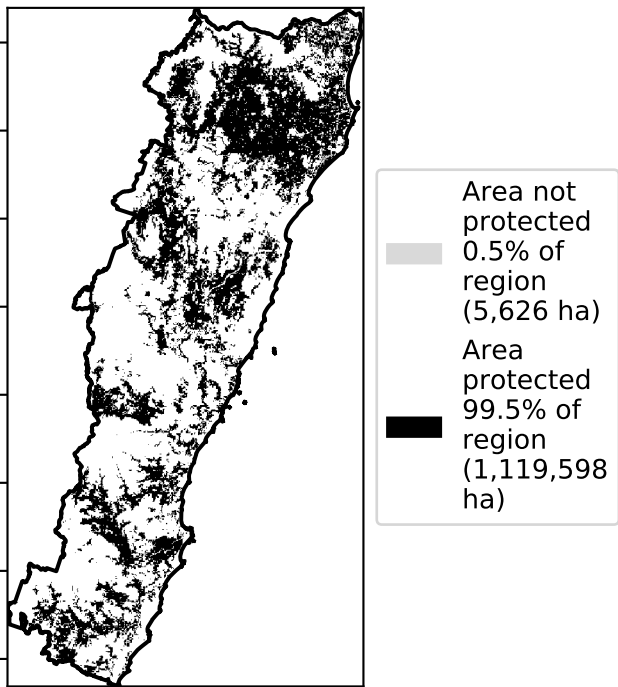 Area not
protected
0.5% of
region
(5,626 ha)
Area
protected
99.5% of
region
(1,119,598
ha)